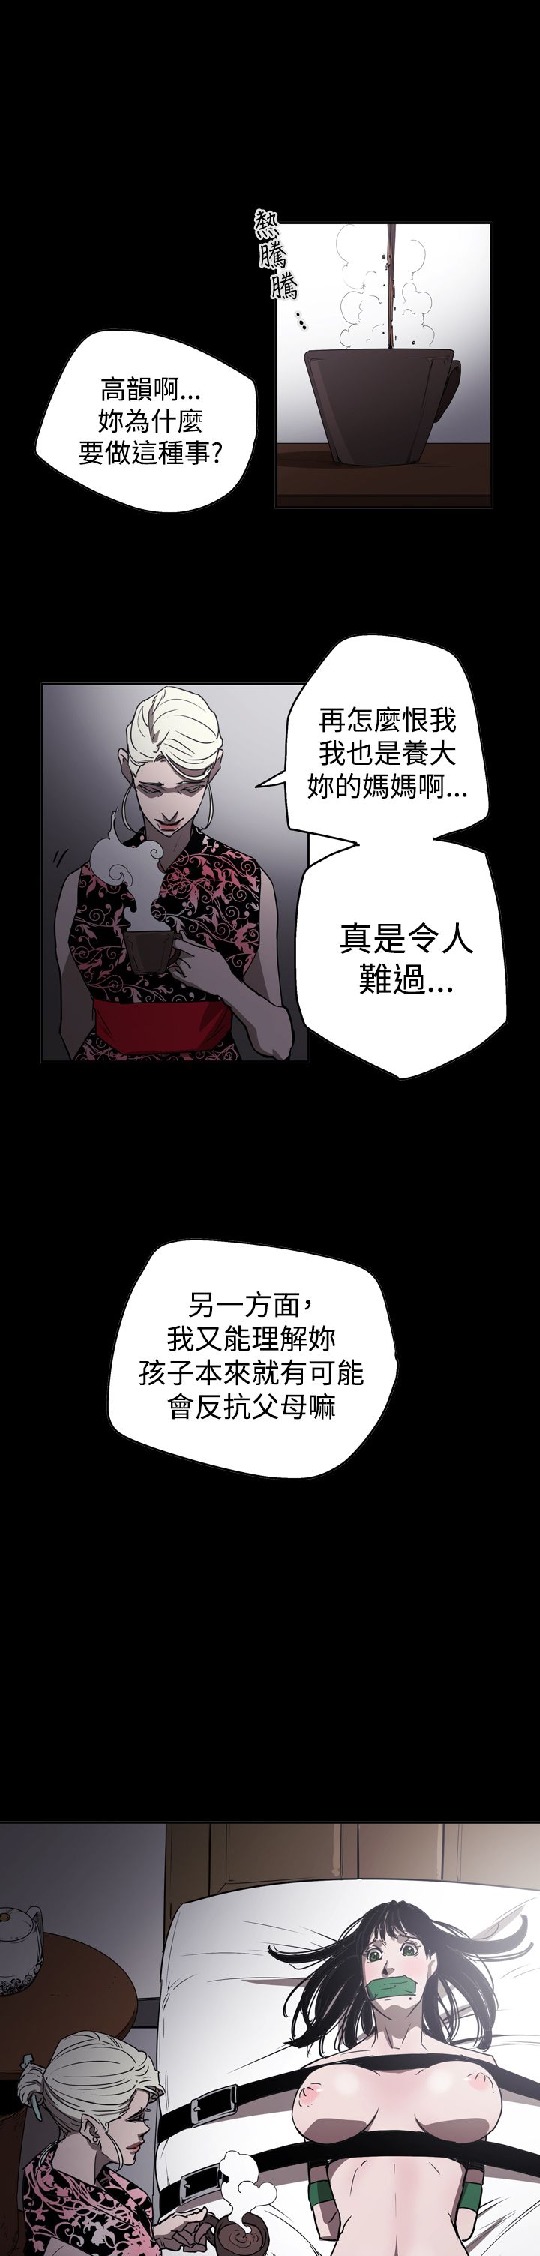 熱騰騰…
高韻啊…
妳為什麼
要做這種事?
再怎麼恨我
我也是養大
妳的媽媽啊…
真是令人
難過…
另一方面，
我又能理解妳
孩子本來就有可能
會反抗父母嘛